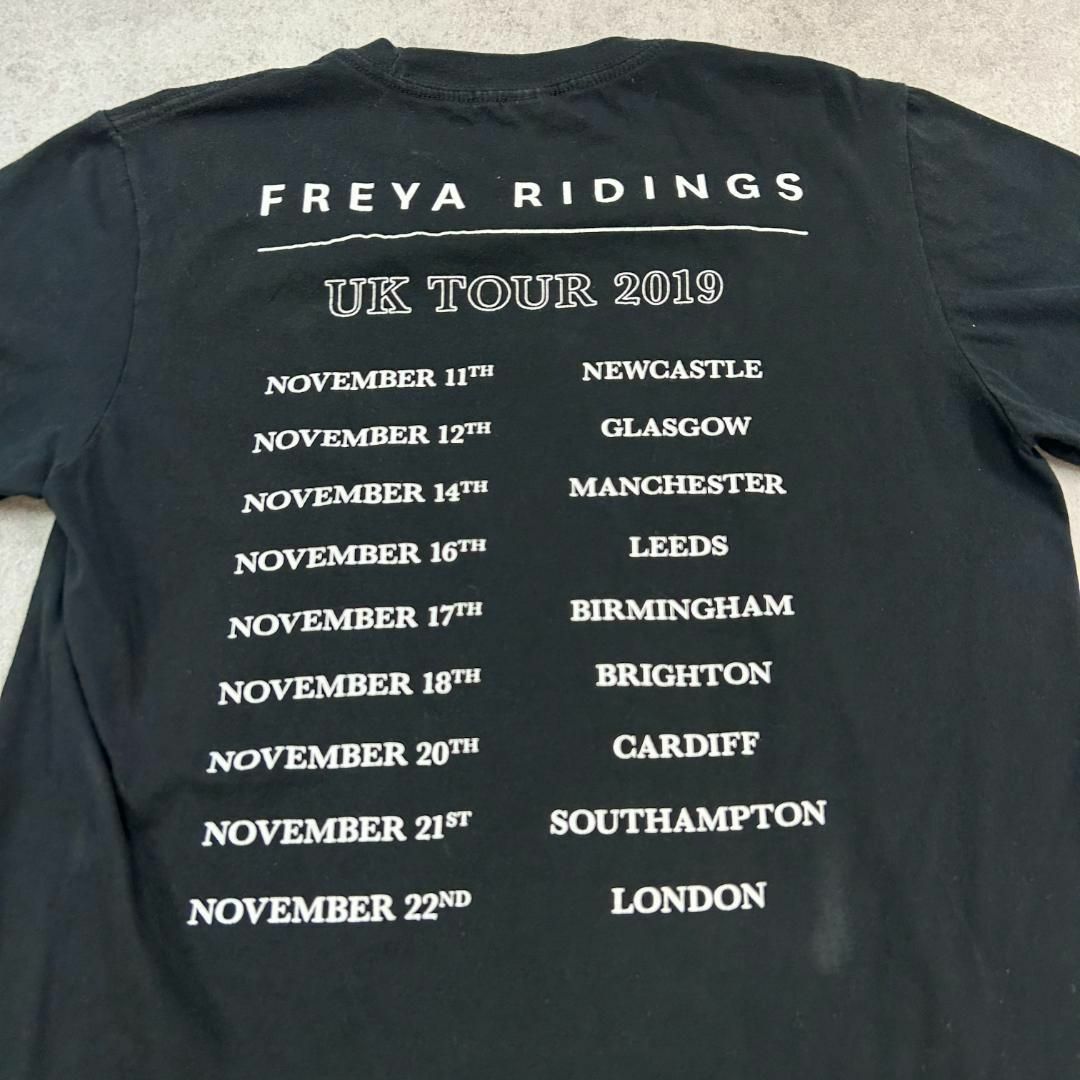 FREYA RIDINGS
UK TOUR 2019
NOVEMBER 11TH NEWCASTLE
NOVEMBER 12TH GLASGOW
NOVEMBER 14TH MANCHESTER
NOVEMBER 16TH LEEDS
NOVEMBER 17TH BIRMINGHAM
NOVEMBER 18TH BRIGHTON
NOVEMBER 20TH CARDIFF
NOVEMBER 21ST SOUTHAMPTON
NOVEMBER 22ND LONDON